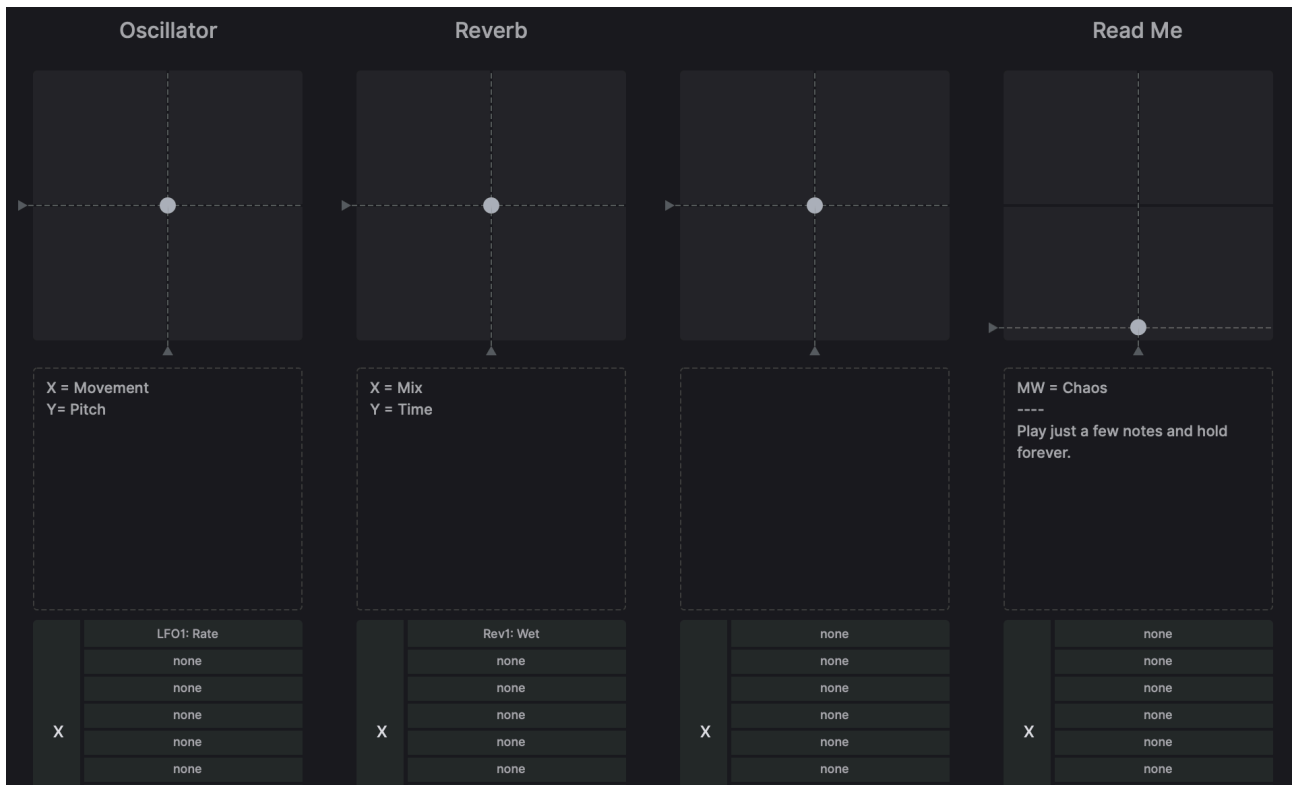 Oscillator
Reverb
Read Me
X = Movement
Y= Pitch
X = Mix
Y = Time
MW = Chaos
----
Play just a few notes and hold
forever.
X
LFO1: Rate
none
none
none
none
none
X
Rev1: Wet
none
none
none
none
none
X
none
none
none
none
none
none
X
none
none
none
none
none
none